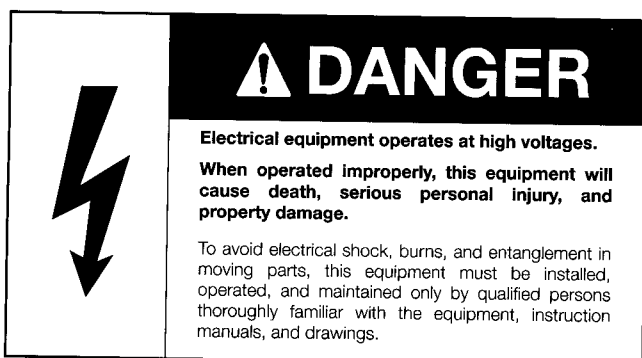 DANGER
Electrical equipment operates at high voltages.
When operated improperly, this equipment will
cause death, serious personal injury, and
property damage.
To avoid electrical shock, burns, and entanglement in
moving parts, this equipment must be installed,
operated, and maintained only by qualified persons
thoroughly familiar with the equipment, instruction
manuals, and drawings.